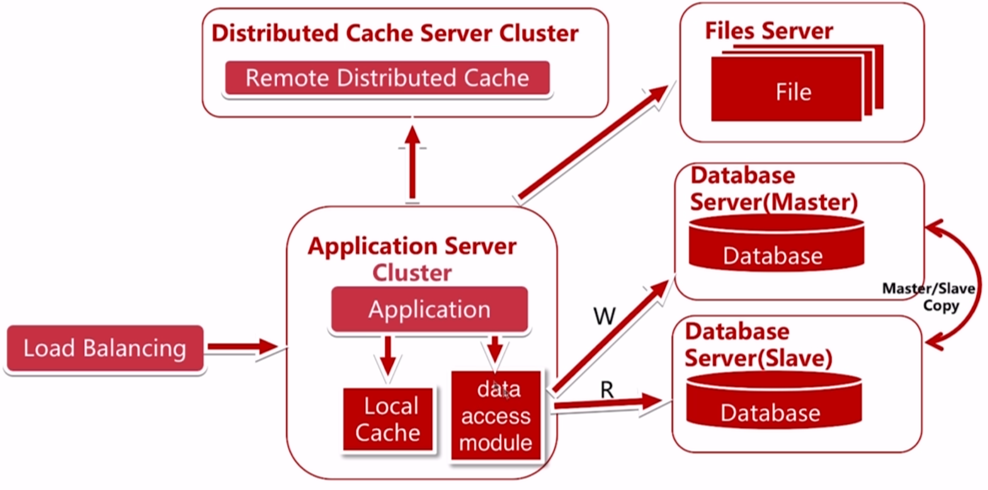 Distributed Cache Server Cluster
Remote Distributed Cache
Files Server
File
Database
Server(Master)
Database
Application Server
Cluster
Application
Load Balancing
Local
Cache
data
access
module
W
R
Master/Slave
Copy
Database
Server(Slave)
Database